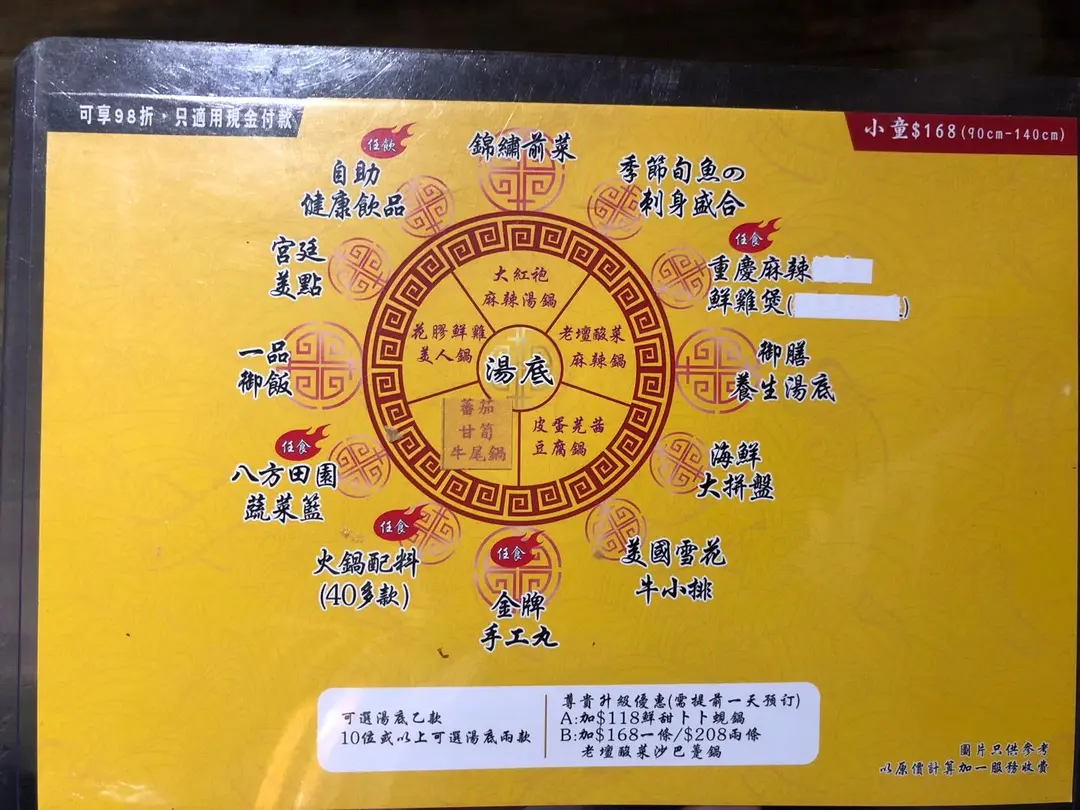 可享98折，只適用現金付款
小童$168(90cm-140cm)
錦繡前菜
任飲
自助
健康飲品
季節旬魚の
刺身盛合
任食
重慶麻辣
鮮雞煲(
)
宮廷
美點
大紅袍
麻辣湯鍋
花膠鮮雞
美人鍋
老壇酸菜
麻辣鍋
湯底
一品
御飯
御膳
養生湯底
蕃茄
甘筍
牛尾鍋
皮蛋芫茜
豆腐鍋
任食
八方田園
蔬菜籃
海鮮
大拼盤
任食
火鍋配料
(40多款)
任食
金牌
手工丸
美國雪花
牛小排
可選湯底乙款
10位或以上可選湯底兩款
尊貴升級優惠(需提前一天預订)
A:加$118鮮甜卜卜蜆鍋
B:加$168一條/$208兩條
老壇酸菜沙巴躉鍋
圖片只供參考
以原價計算加一服務收費